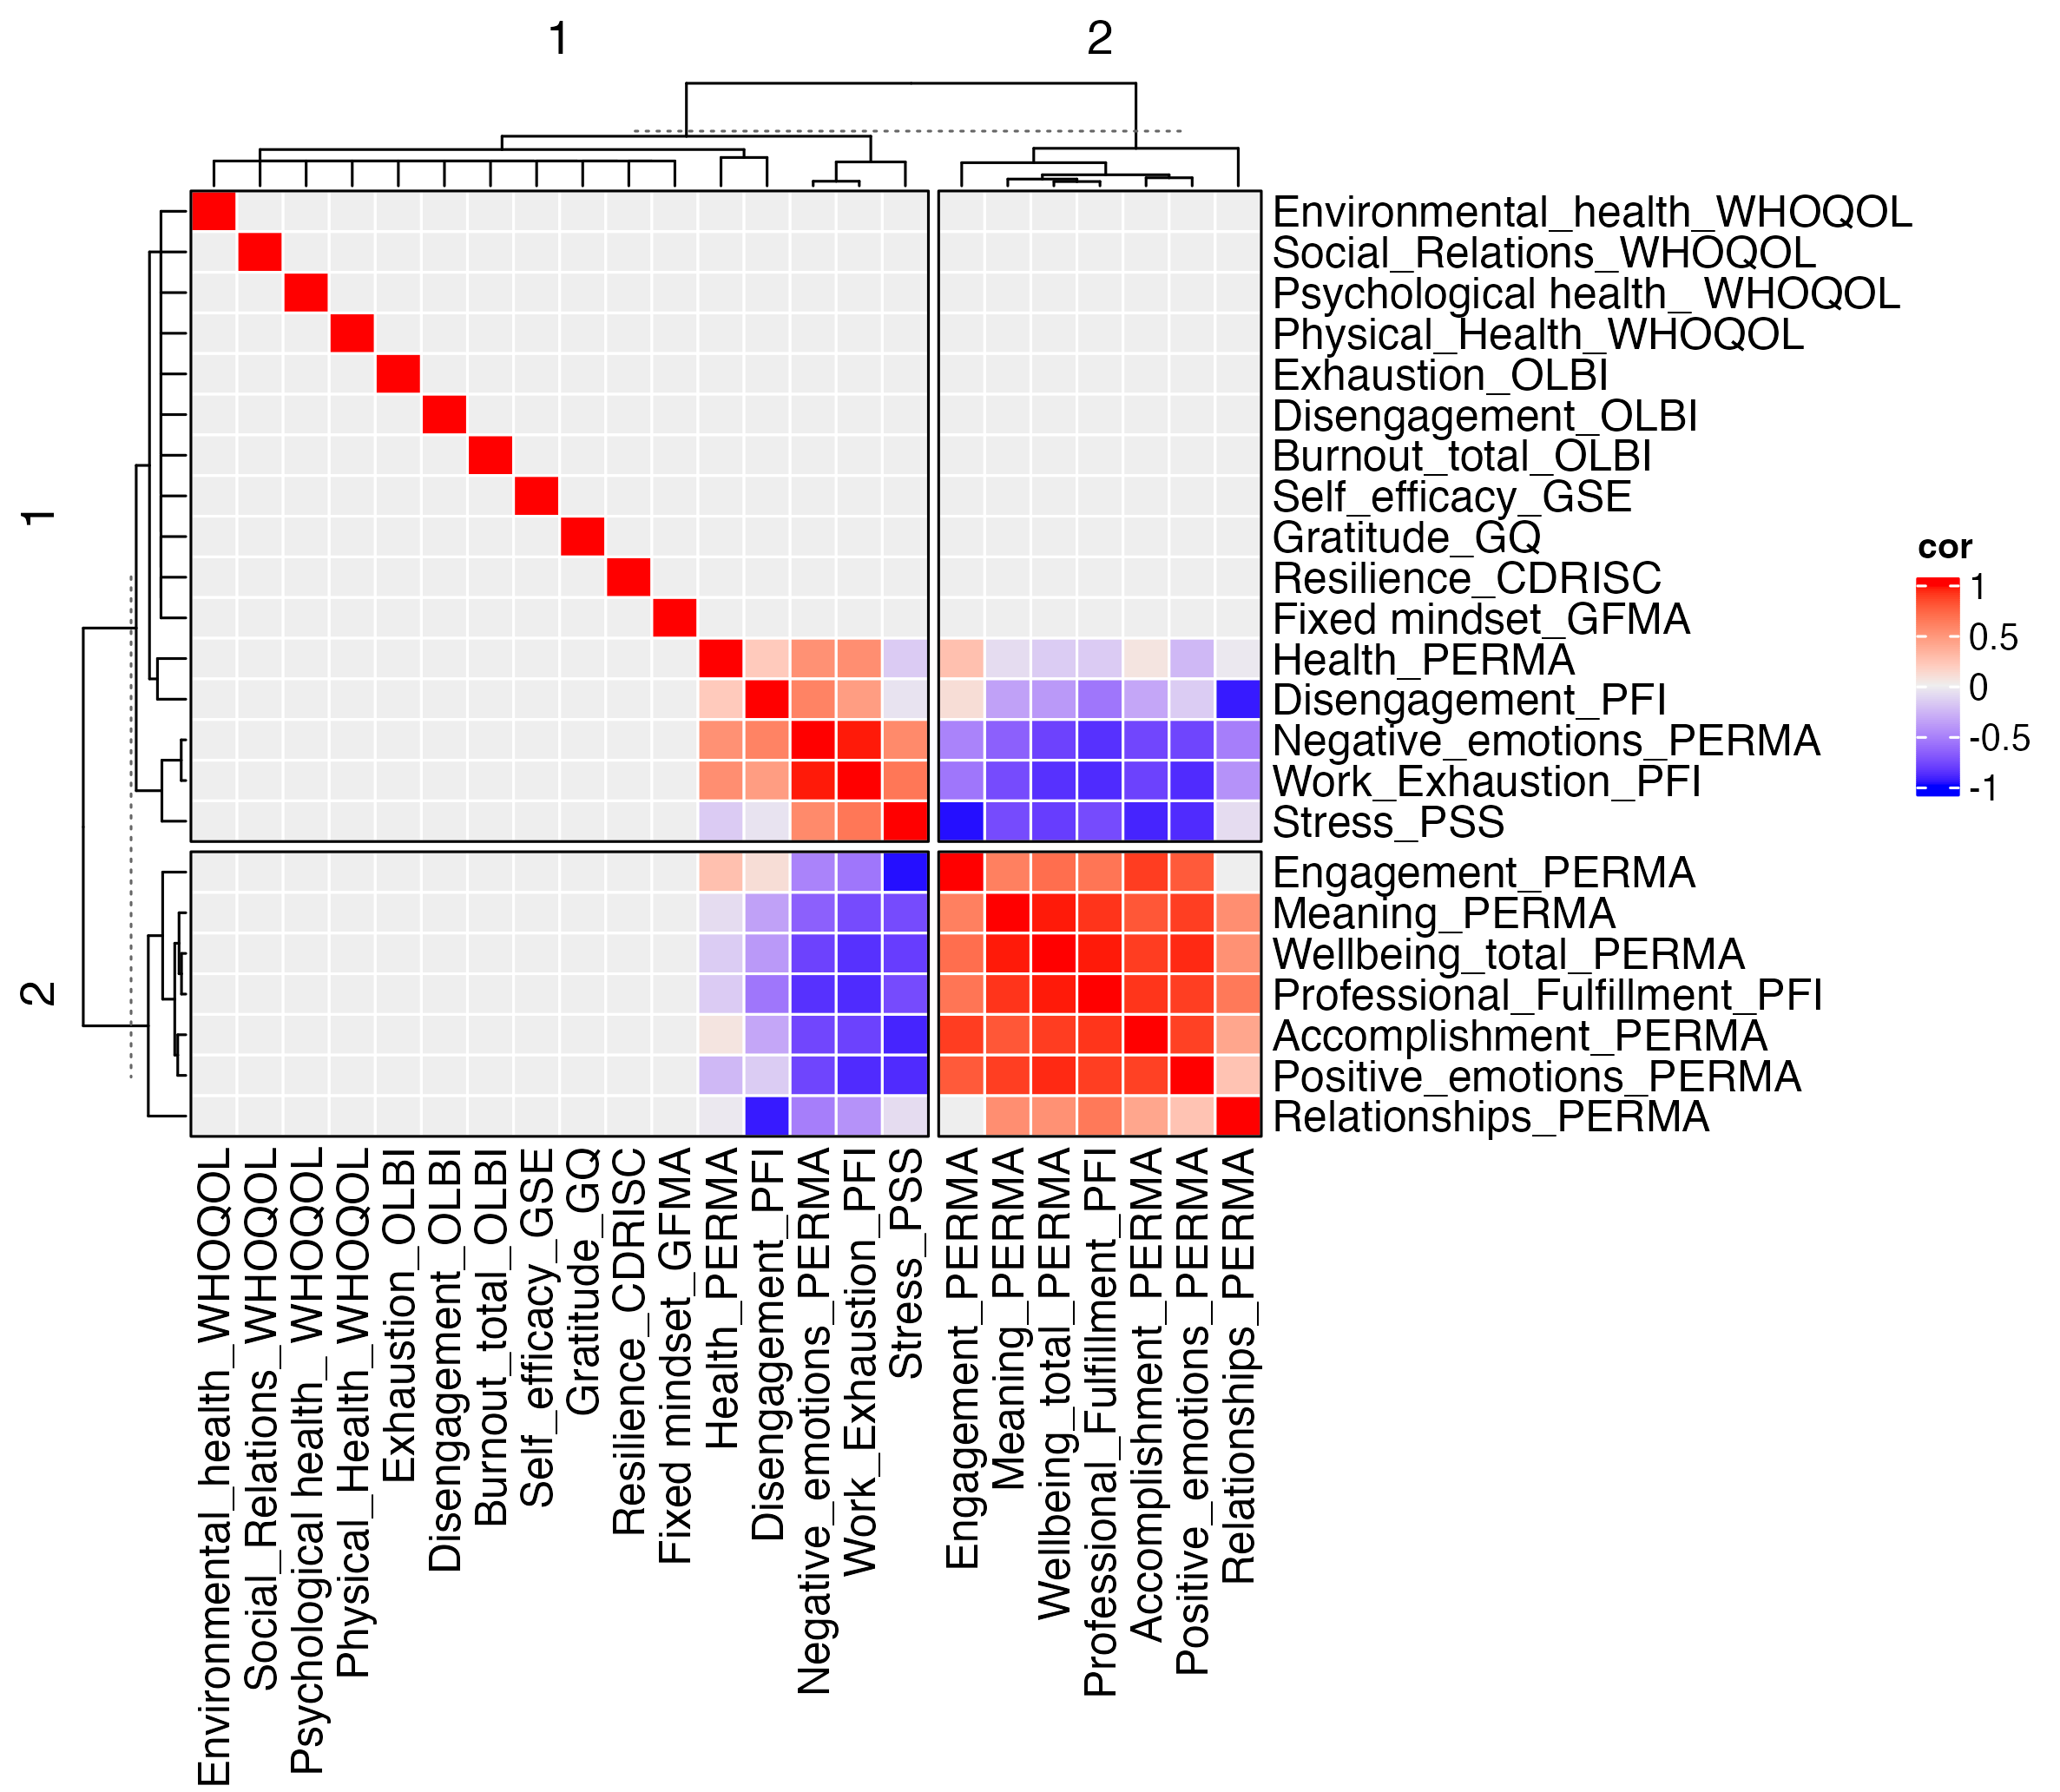 1
2
1
2
Environmental_health_WHOQOL
Social_Relations_WHOQOL
Psychological health_ WHOQOL
Physical_Health_WHOQOL
Exhaustion_OLBI
Disengagement_OLBI
Burnout_total_OLBI
Self_efficacy_GSE
Gratitude_GQ
Resilience_CDRISC
Fixed mindset_GFMA
Health_PERMA
Disengagement_PFI
Negative_emotions_PERMA
Work_Exhaustion_PFI
Stress_PSS
Engagement_PERMA
Meaning_PERMA
Wellbeing_total_PERMA
Professional_Fulfillment_PFI
Accomplishment_PERMA
Positive_emotions_PERMA
Relationships_PERMA
cor
1
0.5
0
-0.5
-1
Environmental_health_WHOQOL
Social_Relations_WHOQOL
Psychological health_ WHOQOL
Physical_Health_WHOQOL
Exhaustion_OLBI
Disengagement_OLBI
Burnout_total_OLBI
Self_efficacy_GSE
Gratitude_GQ
Resilience_CDRISC
Fixed mindset_GFMA
Health_PERMA
Disengagement_PFI
Negative_emotions_PERMA
Work_Exhaustion_PFI
Stress_PSS
Engagement_PERMA
Meaning_PERMA
Wellbeing_total_PERMA
Professional_Fulfillment_PFI
Accomplishment_PERMA
Positive_emotions_PERMA
Relationships_PERMA